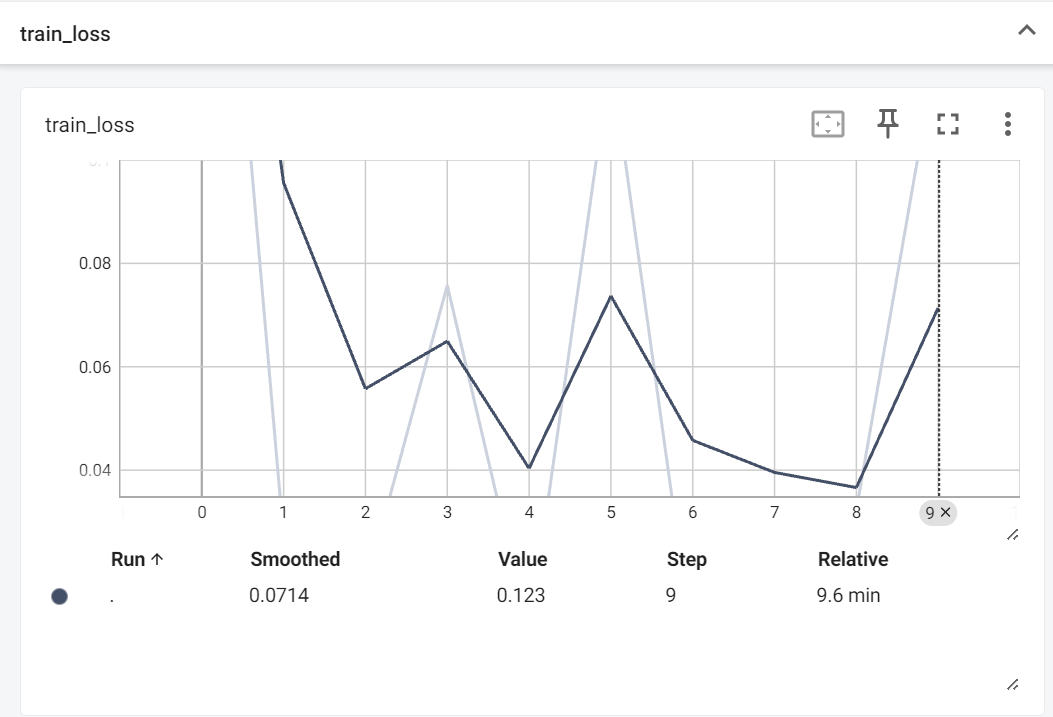 train_loss
train_loss
0.08
0.06
0.04
0 1 2 3 4 5 6 7 8 9 ×
Run ↑ Smoothed Value Step Relative
. 0.0714 0.123 9 9.6 min